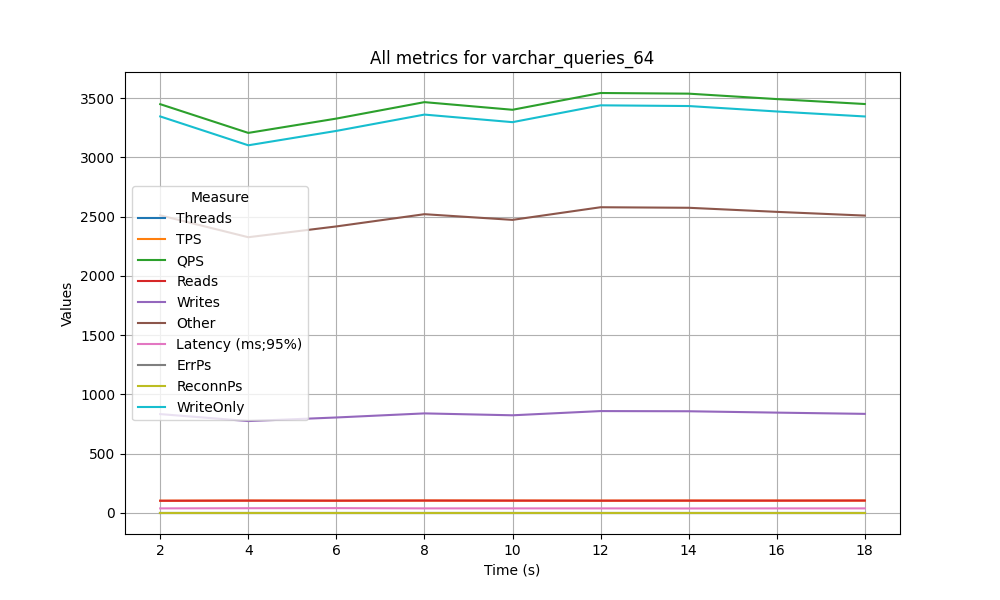 All metrics for varchar_queries_64
Values
3500
3000
2500
2000
1500
1000
500
0
Measure
Threads
TPS
QPS
Reads
Writes
Other
Latency (ms;95%)
ErrPs
ReconnPs
WriteOnly
2 4 6 8 10 12 14 16 18
Time (s)